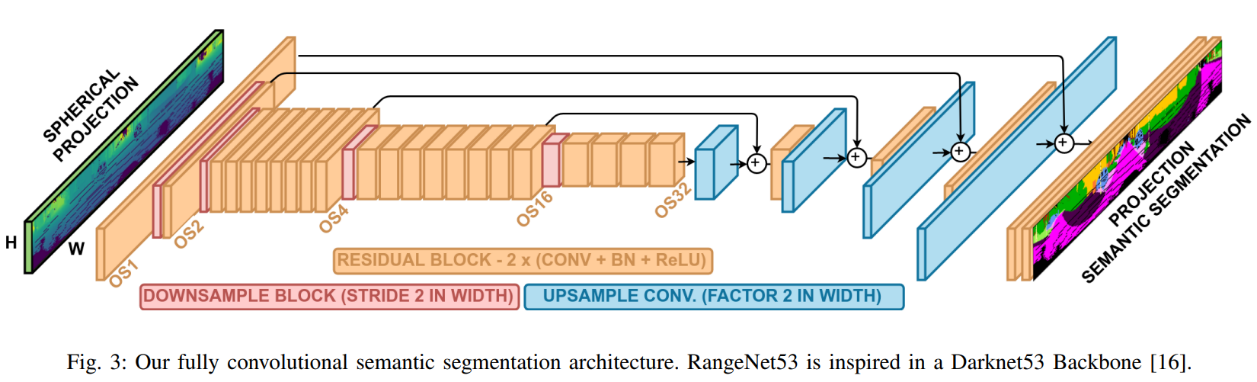 SPHERICAL
PROJECTION
H
W
OS1
OS2
OS4
OS16
OS32
+
+
+
+
PROJECTION
SEMANTIC SEGMENTATION
RESIDUAL BLOCK - 2 x (CONV + BN + ReLU)
DOWNSAMPLE BLOCK (STRIDE 2 IN WIDTH)
UPSAMPLE CONV. (FACTOR 2 IN WIDTH)
Fig. 3: Our fully convolutional semantic segmentation architecture. RangeNet53 is inspired in a Darknet53 Backbone [16].